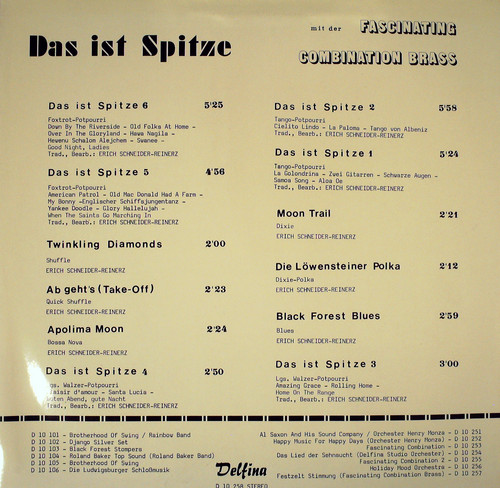 Das ist Spitze
mit der FASCINATING
COMBINATION BRASS
Das ist Spitze 6 5'25
Foxtrot-Potpourri
Down By The Riverside - Old Folks At Home -
Over In The Gloryland - Hawa Nagila -
Hewenu Schalom Alejchem - Swanee -
Good Night, Ladies
Trad., Bearb.: ERICH SCHNEIDER-REINERZ
Das ist Spitze 5 4'56
Foxtrot-Potpourri
American Patrol - Old Mac Donald Had A Farm -
My Bonny -Englischer Schiffsjungentanz -
Yankee Doodle - Glory Hallelujah -
When The Saints Go Marching In
Trad., Bearb.: ERICH SCHNEIDER-REINERZ
Twinkling Diamonds 2'00
Shuffle
ERICH SCHNEIDER-REINERZ
Ab geht's (Take-Off) 2'23
Quick Shuffle
ERICH SCHNEIDER-REINERZ
Apolima Moon 2'24
Bossa Nova
ERICH SCHNEIDER-REINERZ
Das ist Spitze 4 2'50
Lgs. Walzer-Potpourri
Plaisir d'amour - Santa Lucia -
Guten Abend, gute Nacht
Trad., Bearb.: ERICH SCHNEIDER-REINERZ
Das ist Spitze 2 5'58
Tango-Potpourri
Cielito Lindo - La Paloma - Tango von Albeniz
Trad., Bearb.: ERICH SCHNEIDER-REINERZ
Das ist Spitze 1 5'24
Tango-Potpourri
La Golondrina - Zwei Gitarren - Schwarze Augen -
Samoa Song - Aloa Oe
Trad., Bearb.: ERICH SCHNEIDER-REINERZ
Moon Trail 2'21
Dixie
ERICH SCHNEIDER-REINERZ
Die Löwensteiner Polka 2'12
Dixie-Polka
ERICH SCHNEIDER-REINERZ
Black Forest Blues 2'59
Blues
ERICH SCHNEIDER-REINERZ
Das ist Spitze 3 3'00
Lgs. Walzer-Potpourri
Amazing Grace - Rolling Home -
Home On The Range
Trad., Bearb.: ERICH SCHNEIDER-REINERZ
D 10 101 - Brotherhood Of Swing / Rainbow Band
D 10 102 - Django Silver Set
D 10 103 - Black Foreat Stompers
D 10 104 - Roland Baker Top Sound (Roland Baker Band)
D 10 105 - Brotherhood Of Swing
D 10 106 - Die Ludwigsburger Schloßmusik
Delfina
D 10 258 STEREO
Al Sexon And His Sound Company / Orchester Henry Monza - D 10 251
Happy Music For Happy Days (Orchester Henry Monza) - D 10 252
Fascinating Combination - D 10 253
Das Lied der Sehnsucht (Delfina Studio Orchester) - D 10 254
Fascinating Combination 2 - D 10 255
Holiday Mood Orchestra - D 10 256
Festzelt Stimmung (Fascinating Combination Brass) - D 10 257